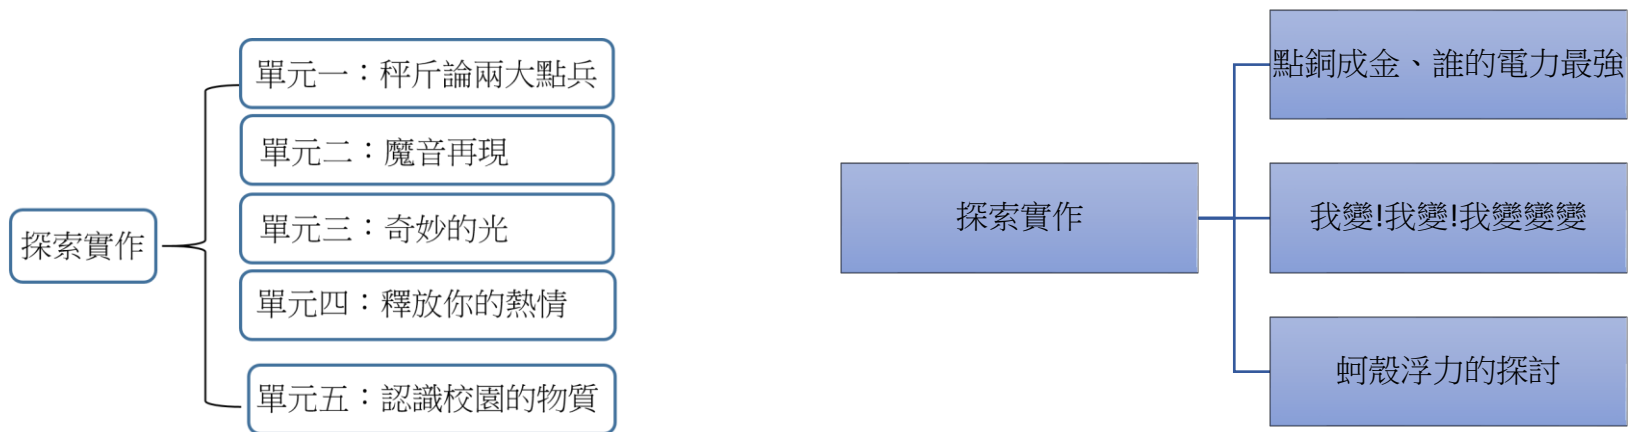 探索實作
單元一：秤斤論兩大點兵
單元二：魔音再現
單元三：奇妙的光
單元四：釋放你的熱情
單元五：認識校園的物質
探索實作
點銅成金、誰的電力最強
我變!我變!我變變變
蚵殼浮力的探討